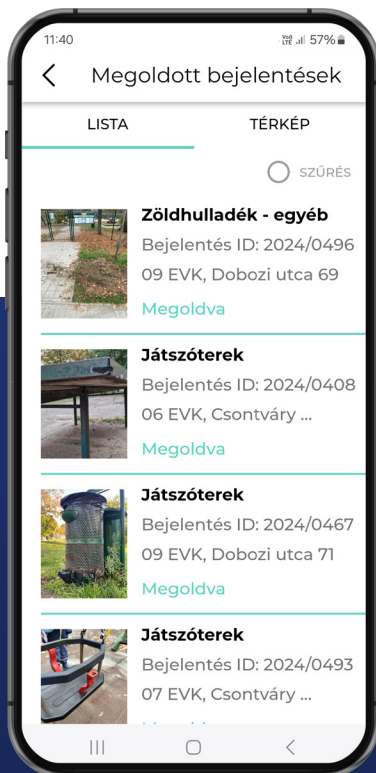 11:40
57%
Megoldott bejelentések
LISTA
TÉRKÉP
SZŰRÉS
Zöldhulladék - egyéb
Bejelentés ID: 2024/0496
09 EVK, Dobozi utca 69
Megoldva
Játszóterek
Bejelentés ID: 2024/0408
06 EVK, Csontváry ...
Megoldva
Játszóterek
Bejelentés ID: 2024/0467
09 EVK, Dobozi utca 71
Megoldva
Játszóterek
Bejelentés ID: 2024/0493
07 EVK, Csontváry ...